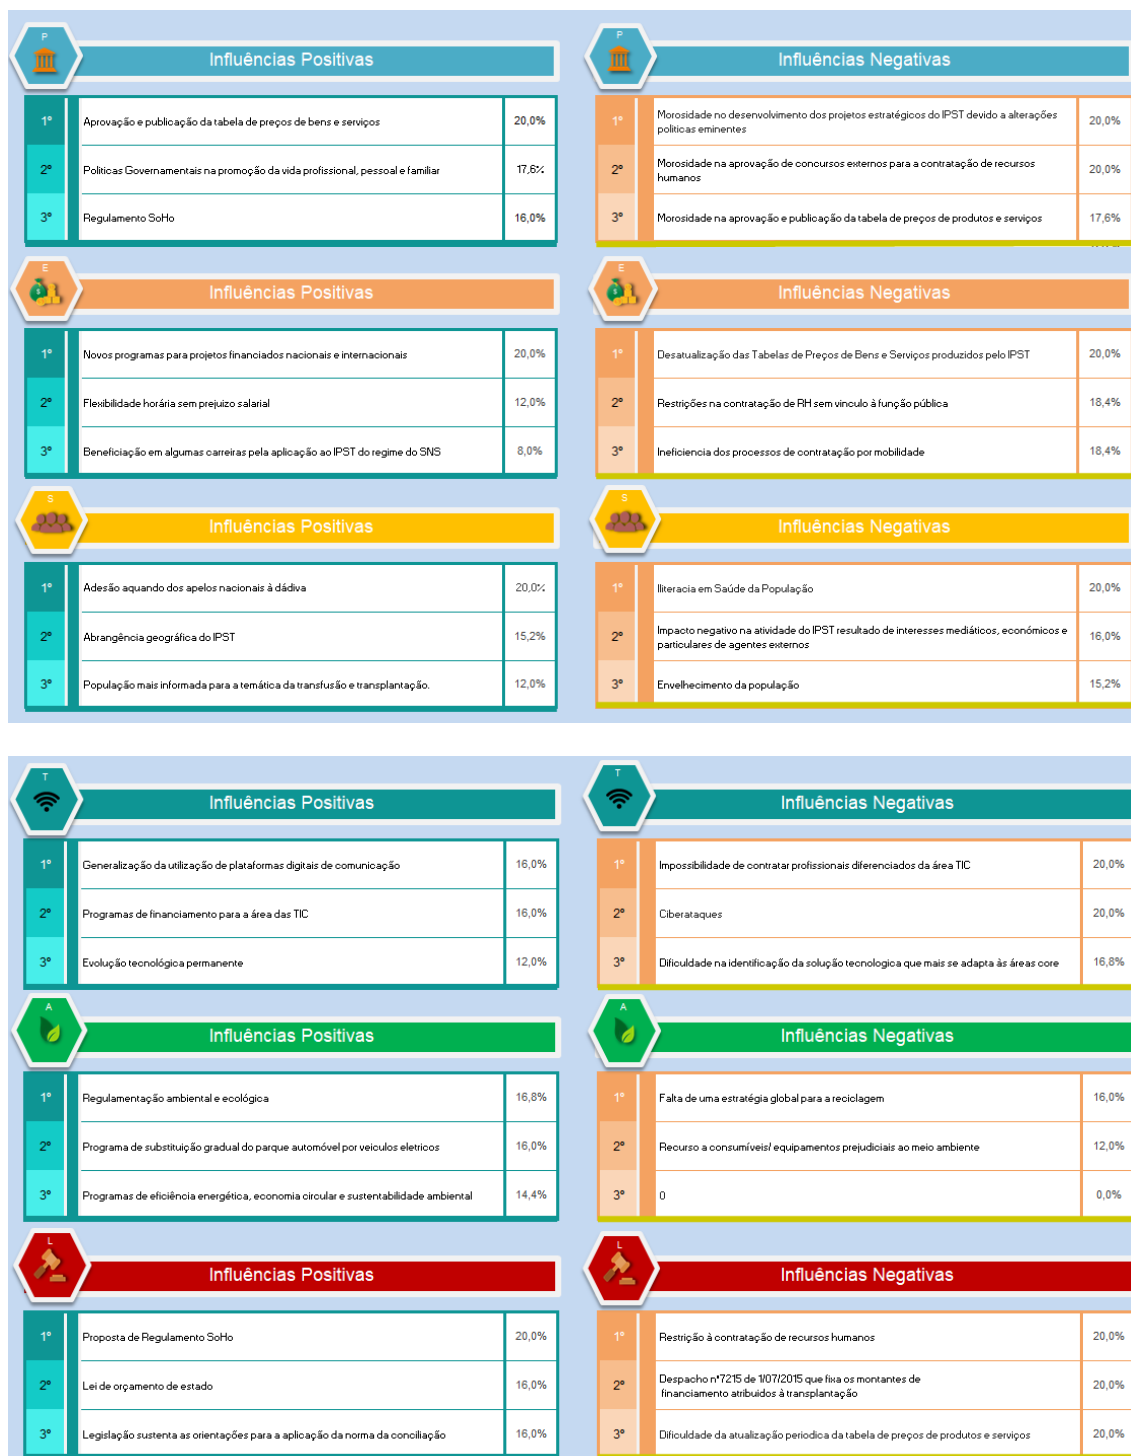 P
Influências Positivas
1º Aprovação e publicação da tabela de preços de bens e serviços 20,0%
2º Politicas Governamentais na promoção da vida profissional, pessoal e familiar 17,6%
3º Regulamento SoHo 16,0%
P
Influências Negativas
1º Morosidade no desenvolvimento dos projetos estratégicos do IPST devido a alterações
politicas eminentes 20,0%
2º Morosidade na aprovação de concursos externos para a contratação de recursos
humanos 20,0%
3º Morosidade na aprovação e publicação da tabela de preços de produtos e serviços 17,6%
E
Influências Positivas
1º Novos programas para projetos financiados nacionais e internacionais 20,0%
2º Flexibilidade horária sem prejuizo salarial 12,0%
3º Beneficiação em algumas carreiras pela aplicação ao IPST do regime do SNS 8,0%
E
Influências Negativas
1º Desatualização das Tabelas de Preços de Bens e Serviços produzidos pelo IPST 20,0%
2º Restrições na contratação de RH sem vinculo à função pública 18,4%
3º Ineficiencia dos processos de contratação por mobilidade 18,4%
S
Influências Positivas
1º Adesão aquando dos apelos nacionais à dádiva 20,0%
2º Abrangência geográfica do IPST 15,2%
3º População mais informada para a temática da transfusão e transplantação. 12,0%
S
Influências Negativas
1º Iliteracia em Saúde da População 20,0%
2º Impacto negativo na atividade do IPST resultado de interesses mediáticos, económicos e
particulares de agentes externos 16,0%
3º Envelhecimento da população 15,2%
T
Influências Positivas
1º Generalização da utilização de plataformas digitais de comunicação 16,0%
2º Programas de financiamento para a área das TIC 16,0%
3º Evolução tecnológica permanente 12,0%
T
Influências Negativas
1º Impossibilidade de contratar profissionais diferenciados da área TIC 20,0%
2º Ciberataques 20,0%
3º Dificuldade na identificação da solução tecnologica que mais se adapta às áreas core 16,8%
A
Influências Positivas
1º Regulamentação ambiental e ecológica 16,8%
2º Programa de substituição gradual do parque automóvel por veiculos eletricos 16,0%
3º Programas de eficiência energética, economia circular e sustentabilidade ambiental 14,4%
A
Influências Negativas
1º Falta de uma estratégia global para a reciclagem 16,0%
2º Recurso a consumíveis/ equipamentos prejudiciais ao meio ambiente 12,0%
3º 0 0,0%
L
Influências Positivas
1º Proposta de Regulamento SoHo 20,0%
2º Lei de orçamento de estado 16,0%
3º Legislação sustenta as orientações para a aplicação da norma da conciliação 16,0%
L
Influências Negativas
1º Restrição à contratação de recursos humanos 20,0%
2º Despacho nº7215 de 1/07/2015 que fixa os montantes de
financiamento atribuidos à transplantação 20,0%
3º Dificuldade da atualização periodica da tabela de preços de produtos e serviços 20,0%